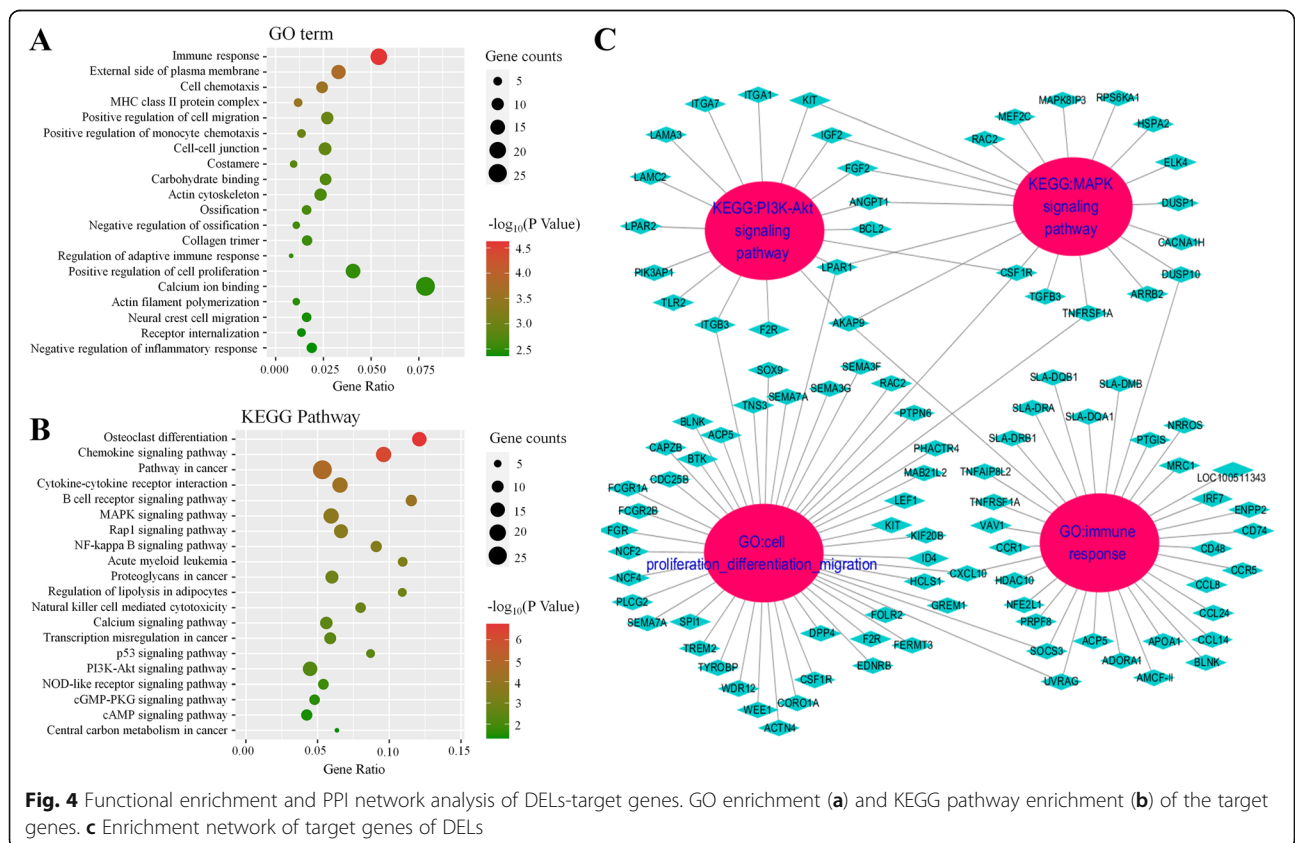 A
GO term
Immune response
External side of plasma membrane
Cell chemotaxis
MHC class II protein complex
Positive regulation of cell migration
Positive regulation of monocyte chemotaxis
Cell-cell junction
Costamere
Carbohydrate binding
Actin cytoskeleton
Ossification
Negative regulation of ossification
Collagen trimer
Regulation of adaptive immune response
Positive regulation of cell proliferation
Calcium ion binding
Actin filament polymerization
Neural crest cell migration
Receptor internalization
Negative regulation of inflammatory response
0.000 0.025 0.050 0.075
Gene Ratio
Gene counts
5
10
15
20
25
-log10(P Value)
4.5
4.0
3.5
3.0
2.5
B
KEGG Pathway
Osteoclast differentiation
Chemokine signaling pathway
Pathway in cancer
Cytokine-cytokine receptor interaction
B cell receptor signaling pathway
MAPK signaling pathway
Rap1 signaling pathway
NF-kappa B signaling pathway
Acute myeloid leukemia
Proteoglycans in cancer
Regulation of lipolysis in adipocytes
Natural killer cell mediated cytotoxicity
Calcium signaling pathway
Transcription misregulation in cancer
p53 signaling pathway
PI3K-Akt signaling pathway
NOD-like receptor signaling pathway
cGMP-PKG signaling pathway
cAMP signaling pathway
Central carbon metabolism in cancer
0.00 0.05 0.10 0.15
Gene Ratio
Gene counts
5
10
15
20
25
-log10(P Value)
6
5
4
3
2
C
ITGA7
ITGA1
KIT
LAMA3
IGF2
LAMC2
FGF2
ANGPT1
LPAR2
BCL2
PIK3AP1
LPAR1
TLR2
ITGB3
F2R
AKAP9
CSF1R
KEGG:PI3K-Akt
signaling
pathway
MAPK8IP3
RPS6KA1
MEF2C
HSPA2
RAC2
ELK4
DUSP1
CACNA1H
DUSP10
ARRB2
TGFB3
TNFRSF1A
KEGG:MAPK
signaling
pathway
SOX9
SEMA3F
SEMA7A
SEMA3G
RAC2
TNS3
PTPN6
BLNK
ACP5
CAPZB
BTK
PHACTR4
CDC25B
MAB21L2
FCGR1A
LEF1
FCGR2B
KIT
FGR
KIF20B
NCF2
ID4
NCF4
HCLS1
CXCL10
PLCG2
GREM1
SEMA7A
SPI1
FOLR2
TREM2
DPP4
F2R
FERMT3
TYROBP
EDNRB
WDR12
CSF1R
WEE1
CORO1A
ACTN4
SOCS3
UVRAG
GO:cell
proliferation_differentiation_migration
SLA-DQB1
SLA-DMB
SLA-DRA
SLA-DQA1
NRROS
SLA-DRB1
PTGIS
TNFAIP8L2
MRC1
LOC100511343
TNFRSF1A
IRF7
VAV1
ENPP2
CCR1
CD74
CD48
CCR5
HDAC10
CCL8
NFE2L1
CCL24
PRPF8
CCL14
ACP5
APOA1
BLNK
ADORA1
AMCF-II
GO:immune
response
Fig. 4 Functional enrichment and PPI network analysis of DELs-target genes. GO enrichment (a) and KEGG pathway enrichment (b) of the target
genes. c Enrichment network of target genes of DELs